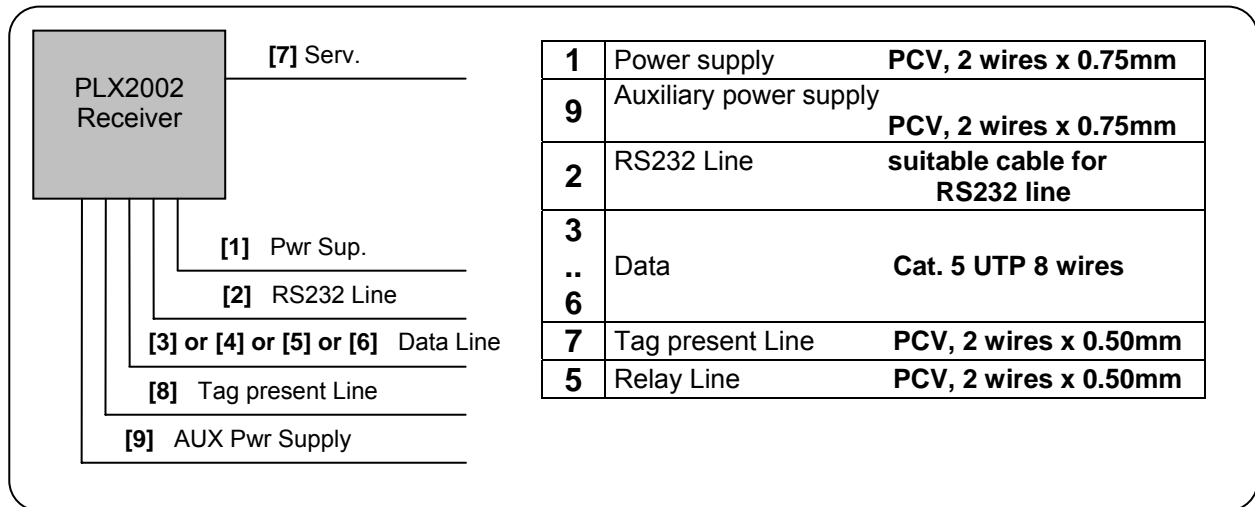 PLX2002
Receiver
[7] Serv.
[1] Pwr Sup.
[2] RS232 Line
[3] or [4] or [5] or [6] Data Line
[8] Tag present Line
[9] AUX Pwr Supply
1 Power supply PCV, 2 wires x 0.75mm
9 Auxiliary power supply
PCV, 2 wires x 0.75mm
2 RS232 Line suitable cable for
RS232 line
3
.. Data Cat. 5 UTP 8 wires
6
7 Tag present Line PCV, 2 wires x 0.50mm
5 Relay Line PCV, 2 wires x 0.50mm